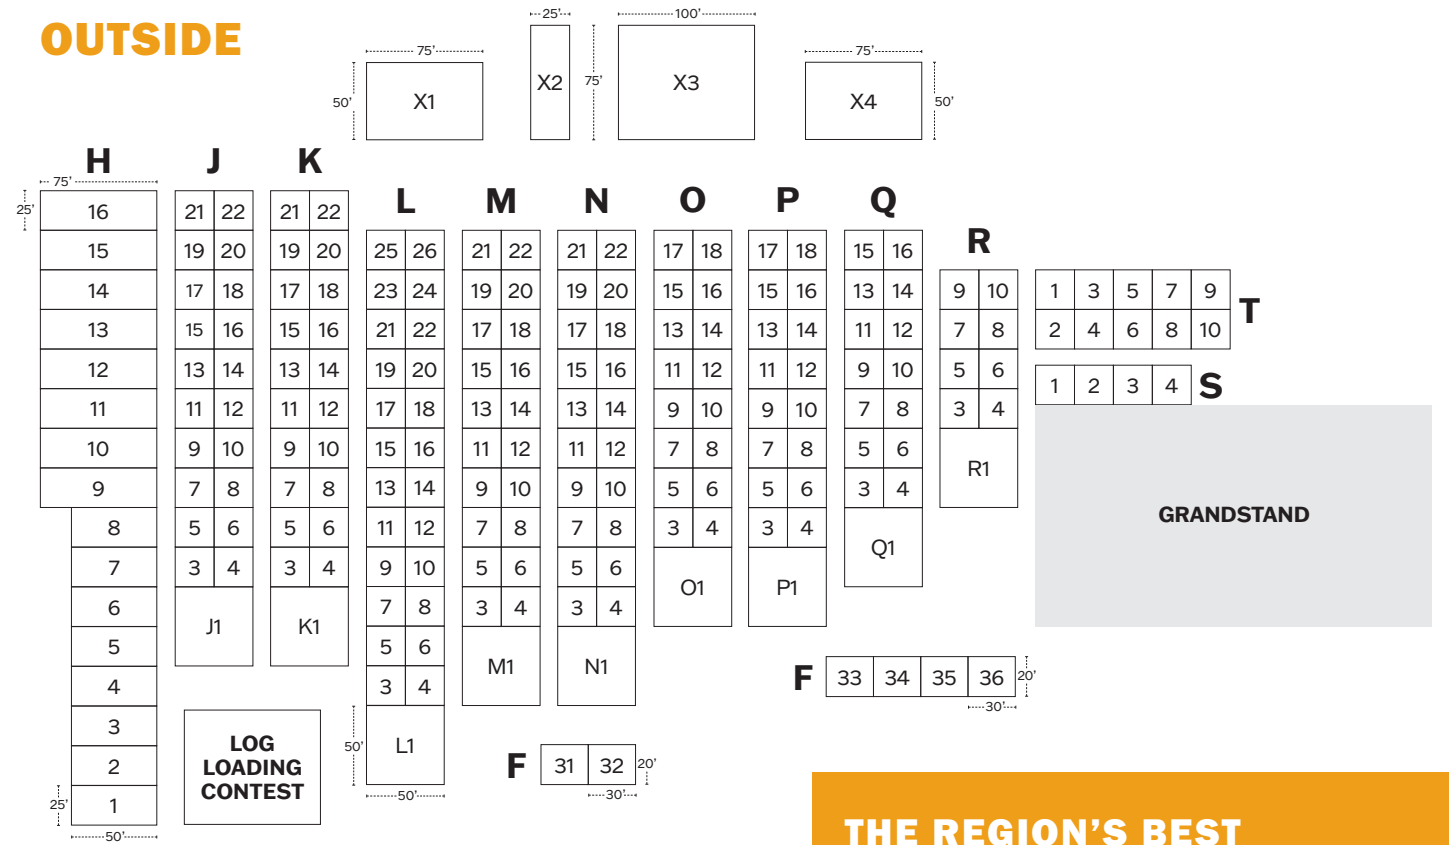 OUTSIDE
25' 100'
75' 75'
X1 X2 75' X3 X4
50' 50'
H J K
75'
L M N O P Q
25' 16 21 22 21 22
R
15 19 20 19 20 25 26 21 22 21 22 17 18 17 18 15 16
14 17 18 17 18 23 24 19 20 19 20 15 16 15 16 13 14 9 10 1 3 5 7 9
T
13 15 16 15 16 21 22 17 18 17 18 13 14 13 14 11 12 7 8 2 4 6 8 10
12 13 14 13 14 19 20 15 16 15 16 11 12 11 12 9 10 5 6
1 2 3 4 S
11 11 12 11 12 17 18 13 14 13 14 9 10 9 10 7 8 3 4
10 9 10 9 10 15 16 11 12 11 12 7 8 7 8 5 6
R1
9 7 8 7 8 13 14 9 10 9 10 5 6 5 6 3 4
GRANDSTAND
8 5 6 5 6 11 12 7 8 7 8 3 4 3 4
Q1
7 3 4 3 4 9 10 5 6 5 6
O1 P1
6 7 8 3 4 3 4
J1 K1
5 5 6
M1 N1
4 3 4
F 33 34 35 36 20'
30'
3
LOG
LOADING
CONTEST
50' L1
2
F 31 32 20'
30'
25' 1
50'
50'
THE REGION'S BEST